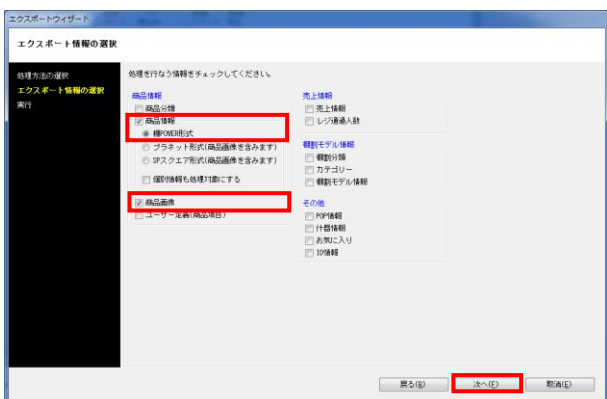 エクスポートウィザード
エクスポート情報の選択
処理方法の選択
エクスポート情報の選択
実行
処理を行なう情報をチェックしてください。
商品情報
商品分類
商品情報
棚POWER形式
プラネット形式(商品画像を含みます)
SPスクエア形式(商品画像を含みます)
個別情報も処理対象にする
商品画像
ユーザー定義(商品項目)
売上情報
売上情報
レジ通過人数
棚割モデル情報
棚割分類
カテゴリー
棚割モデル情報
その他
POP情報
什器情報
お気に入り
ID情報
戻る(B)
次へ(F)
取消(E)